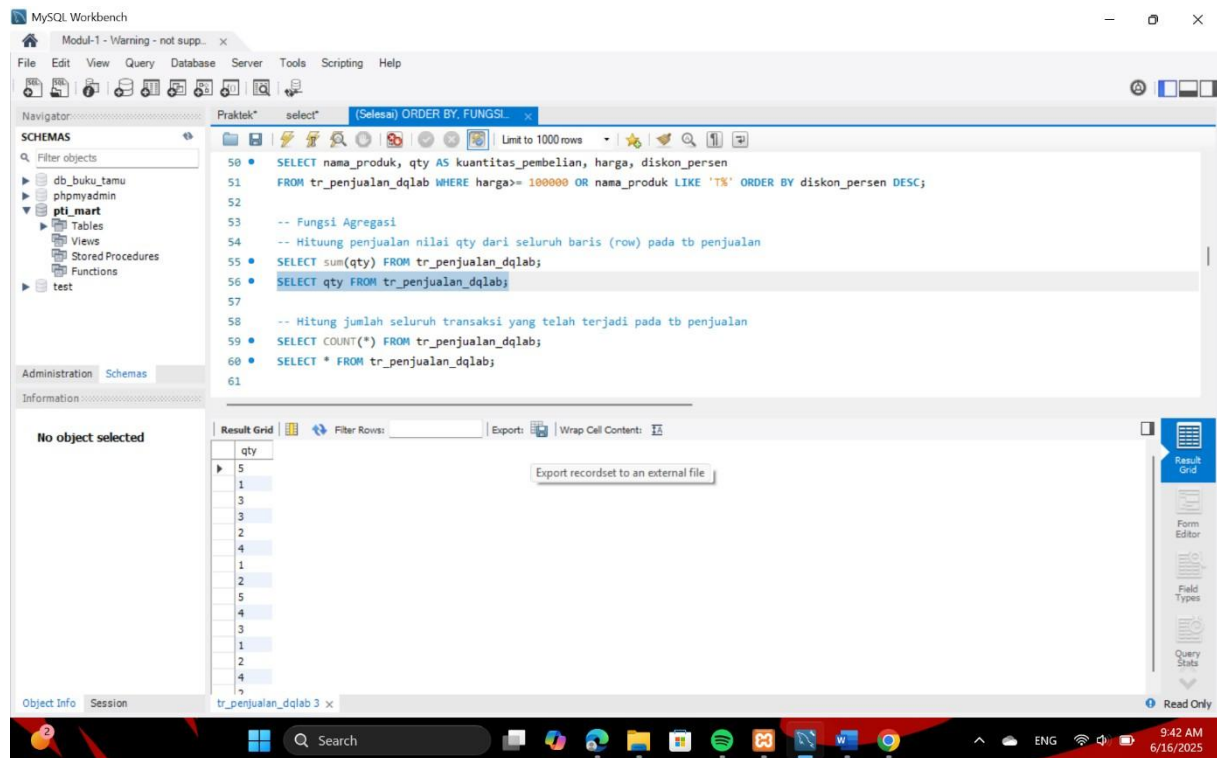 MySQL Workbench
Modul-1 - Warning - not supp..
File Edit View Query Database Server Tools Scripting Help
Navigator
Praktek* select* (Selesai) ORDER BY, FUNGSI...
SCHEMAS
Filter objects
db_buku_tamu
phpmyadmin
pti_mart
Tables
Views
Stored Procedures
Functions
test
Administration Schemas
Information
No object selected
Object Info Session
Limit to 1000 rows
50 SELECT nama_produk, qty AS kuantitas_pembelian, harga, diskon_persen
51 FROM tr_penjualan_dqlab WHERE harga>= 100000 OR nama_produk LIKE 'T%' ORDER BY diskon_persen DESC;
52
53 -- Fungsi Agregasi
54 -- Hituung penjualan nilai qty dari seluruh baris (row) pada tb penjualan
55 SELECT sum(qty) FROM tr_penjualan_dqlab;
56 SELECT qty FROM tr_penjualan_dqlab;
57
58 -- Hitung jumlah seluruh transaksi yang telah terjadi pada tb penjualan
59 SELECT COUNT(*) FROM tr_penjualan_dqlab;
60 SELECT * FROM tr_penjualan_dqlab;
61
Result Grid Filter Rows: Export: Wrap Cell Content:
Export recordset to an external file
qty
5
1
3
3
2
4
1
2
5
4
3
1
2
4
Result
Grid
Form
Editor
Field
Types
Query
Stats
tr_penjualan_dqlab 3
Read Only
2
Search
ENG
9:42 AM
6/16/2025